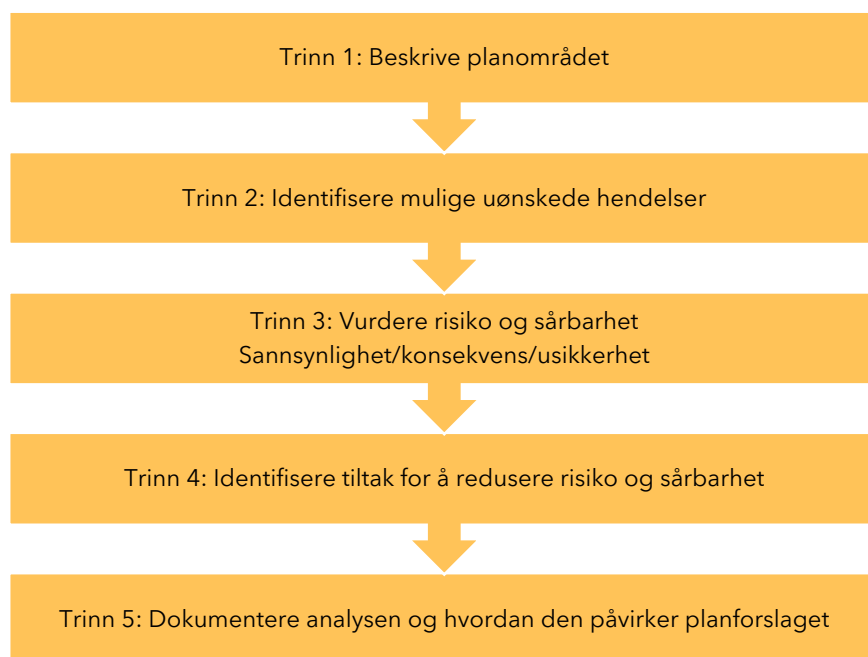 Trinn 1: Beskrive planområdet
Trinn 2: Identifisere mulige uønskede hendelser
Trinn 3: Vurdere risiko og sårbarhet
Sannsynlighet/konsekvens/usikkerhet
Trinn 4: Identifisere tiltak for å redusere risiko og sårbarhet
Trinn 5: Dokumentere analysen og hvordan den påvirker planforslaget